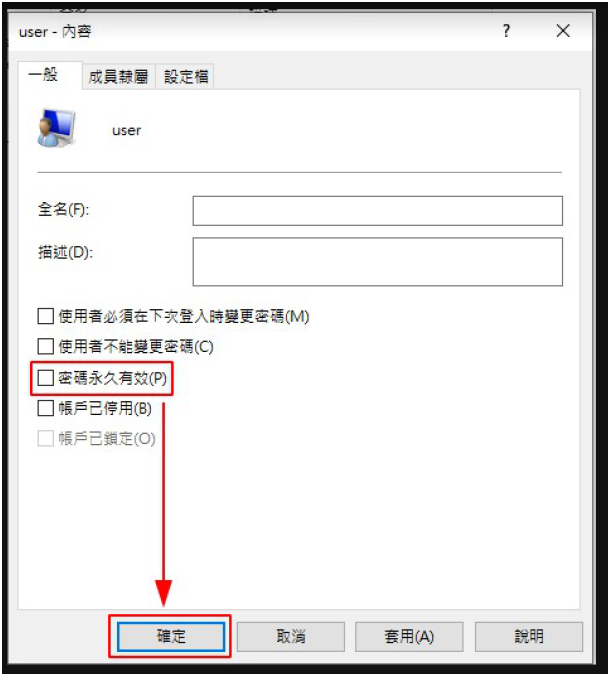 user - 內容
一般 成員隸屬 設定檔
user
全名(F):
描述(D):
使用者必須在下次登入時變更密碼(M)
使用者不能變更密碼(C)
密碼永久有效(P)
帳戶已停用(B)
帳戶已鎖定(O)
確定 取消 套用(A) 說明